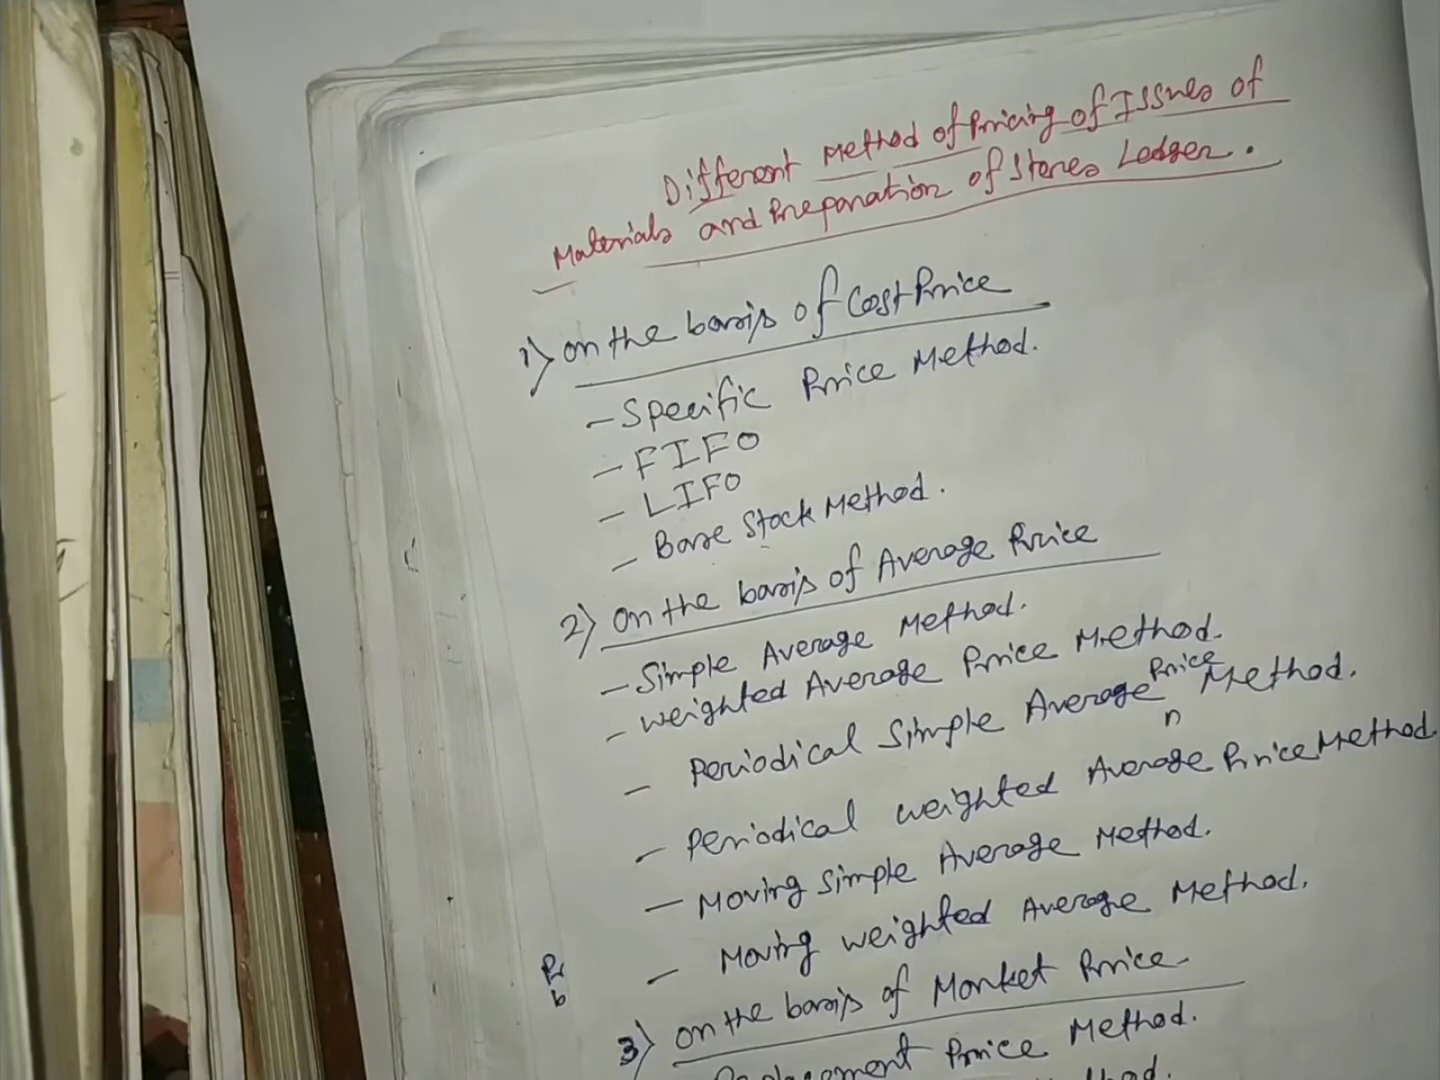 Different Method of Pricing of Issues of
Materials and Preparation of Stores Ledger.
1) on the basis of Cost Price
- Specific Price Method.
- FIFO
- LIFO
- Base Stock Method.
2) on the basis of Average Price
- Simple Average Method.
- weighted Average Price Method.
- Periodical Simple Average Price Method.
- Periodical weighted Average Price Method.
- Moving Simple Average Method.
- Moving weighted Average Method.
3) on the basis of Market Price
Replacement Price Method.